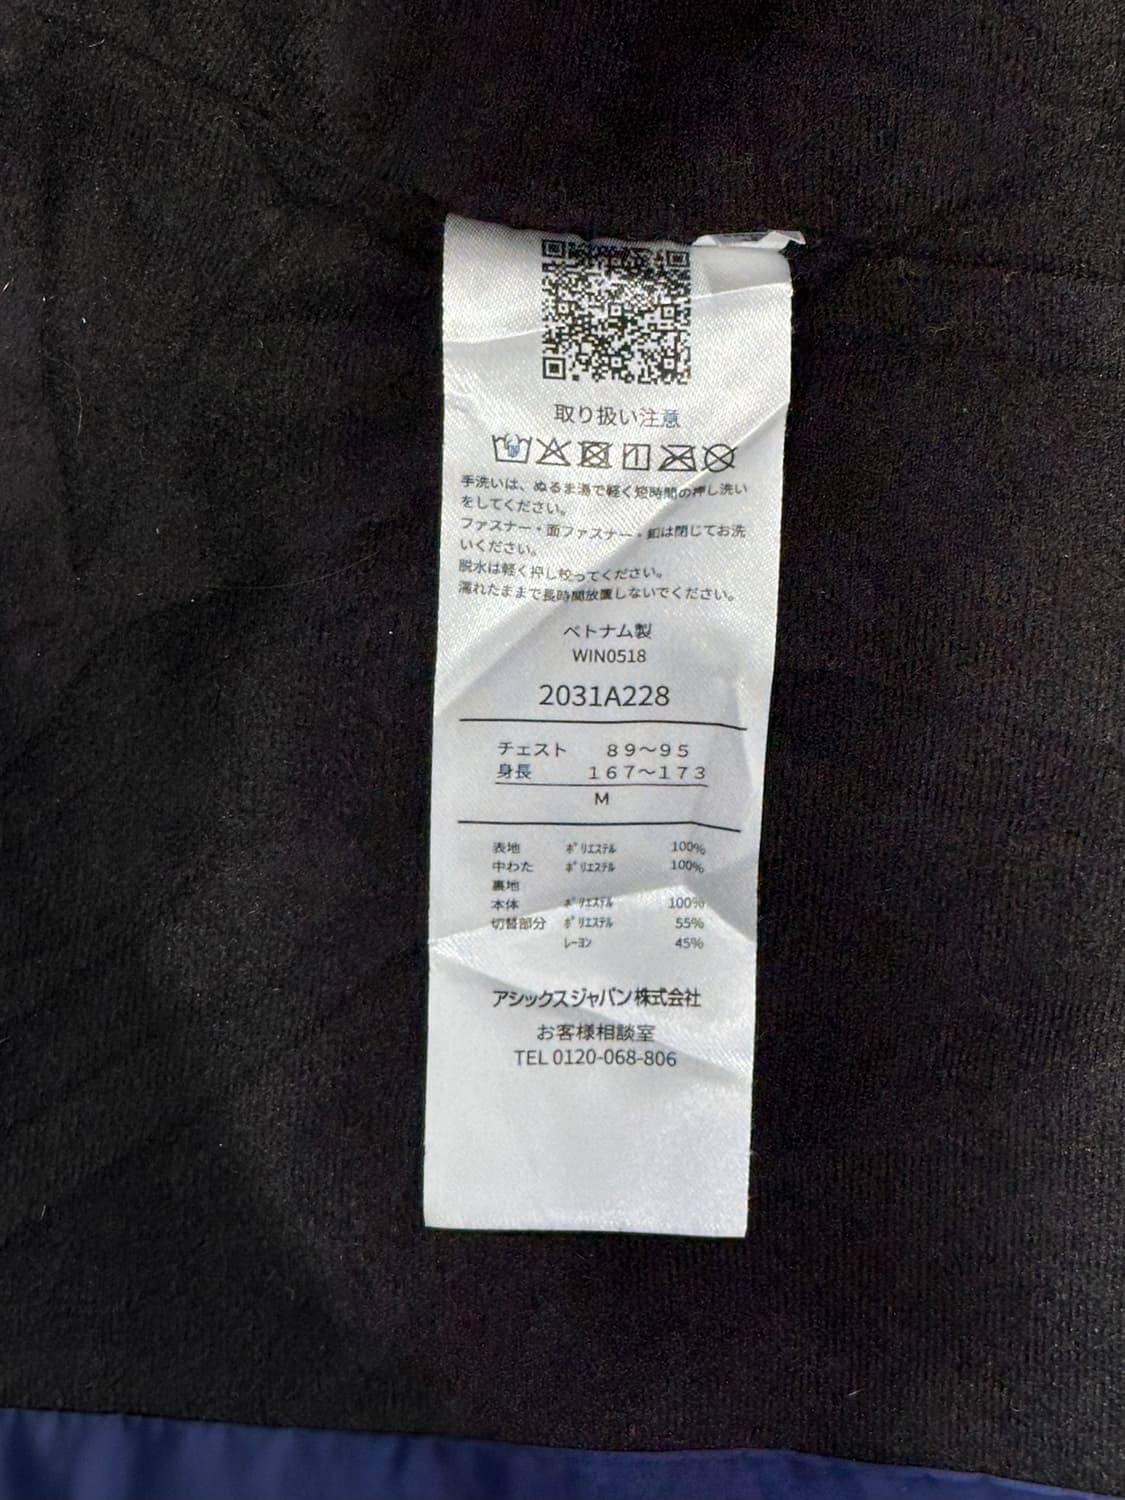 取り扱い注意
手洗いは、ぬるま湯で軽く短時間の押し洗い
をしてください。
ファスナー・面ファスナー・釦は閉じてお洗
いください。
脱水は軽く押し絞ってください。
濡れたままで長時間放置しないでください。
ベトナム製
WIN0518
2031A228
チェスト 89～95
身長 167～173
M
表地 ﾎﾟﾘｴｽﾃﾙ 100%
中わた ﾎﾟﾘｴｽﾃﾙ 100%
裏地
本体 ﾎﾟﾘｴｽﾃﾙ 100%
切替部分 ﾎﾟﾘｴｽﾃﾙ 55%
ﾚｰﾖﾝ 45%
アシックスジャパン株式会社
お客様相談室
TEL 0120-068-806